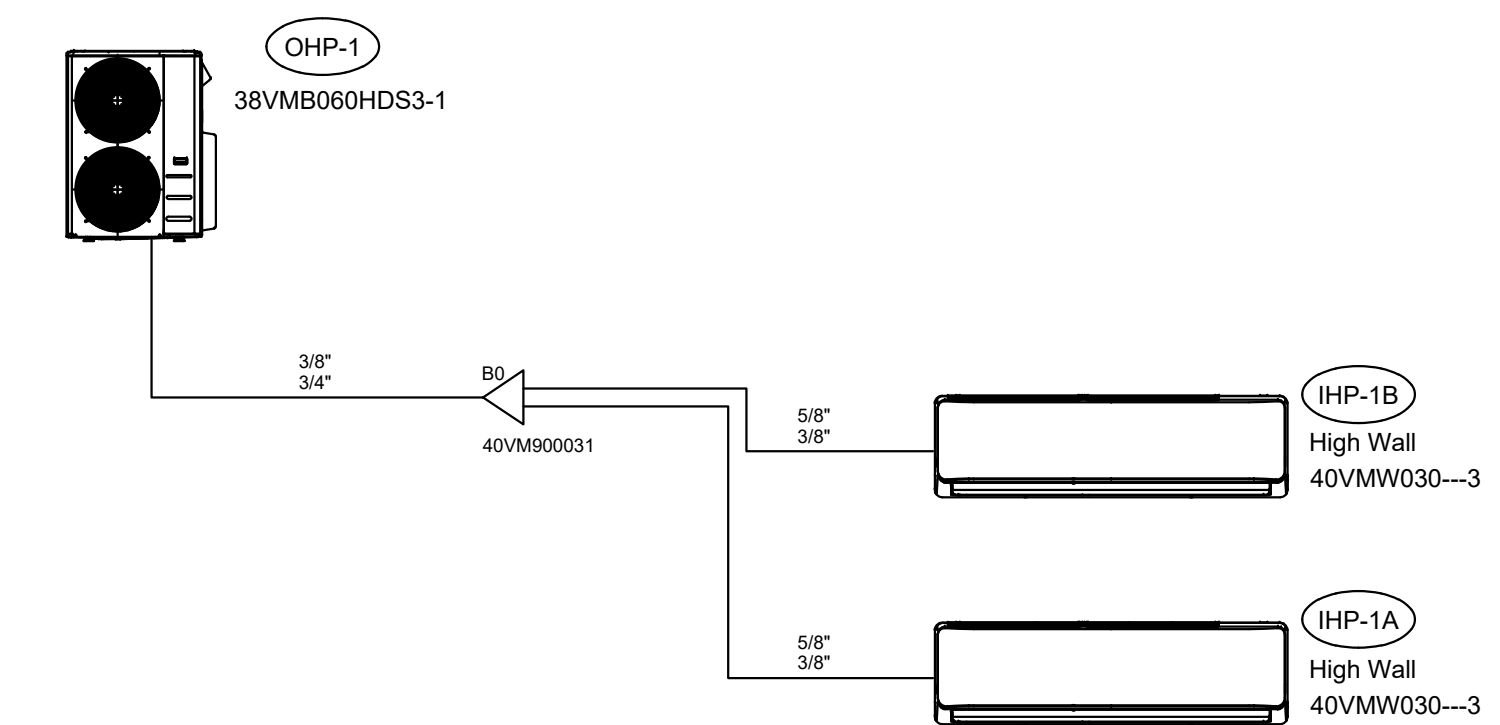 OHP-1
38VMB060HDS3-1
3/8"
3/4"
B0
40VM900031
5/8"
3/8"
IHP-1B
High Wall
40VMW030---3
5/8"
3/8"
IHP-1A
High Wall
40VMW030---3